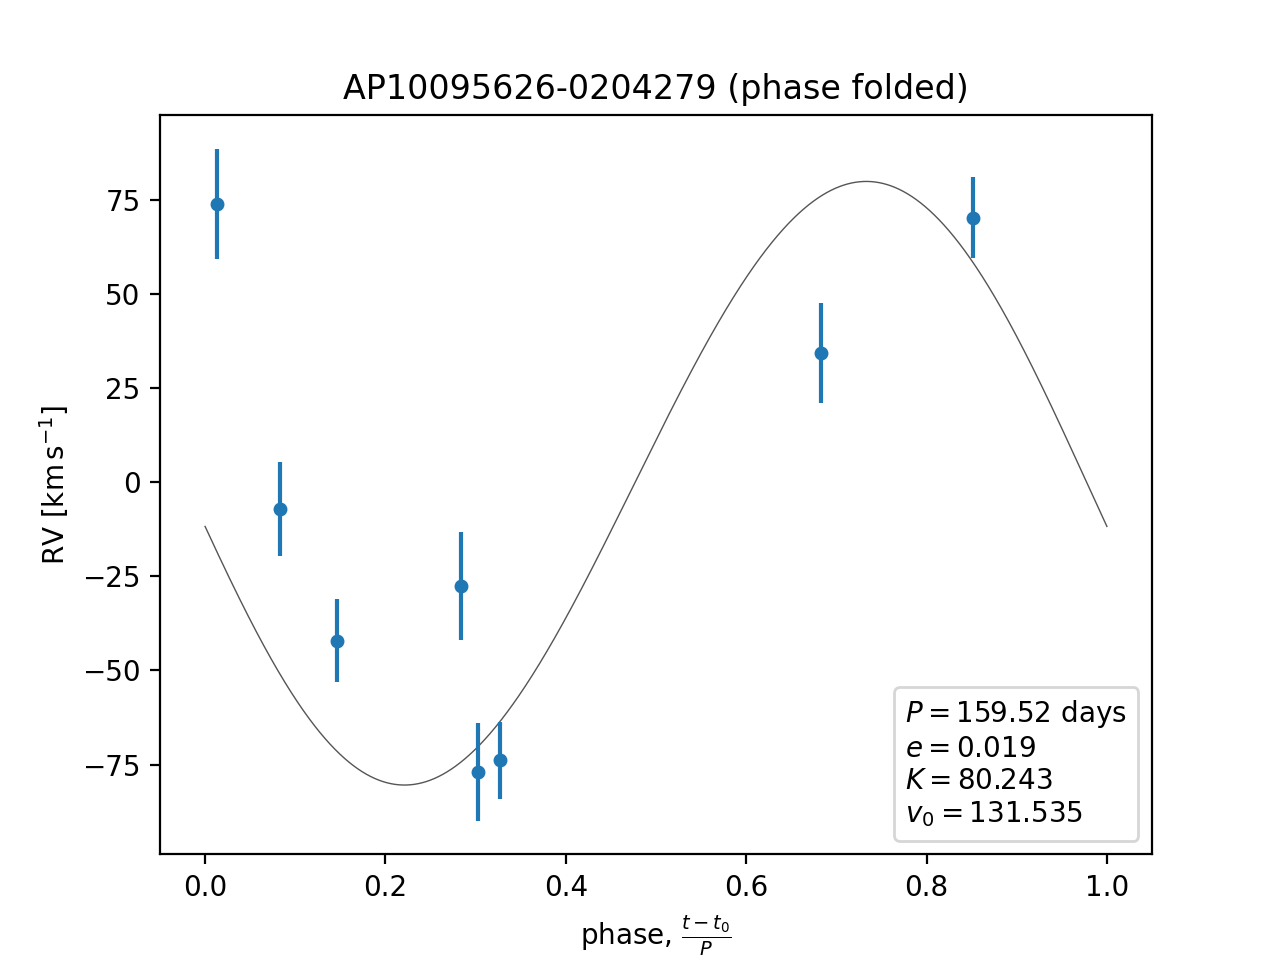 AP10095626-0204279 (phase folded)
RV [km s⁻¹]
75
50
25
0
−25
−50
−75
0.0
0.2
0.4
0.6
0.8
1.0
phase, (t − t₀)/P
P = 159.52 days
e = 0.019
K = 80.243
v₀ = 131.535